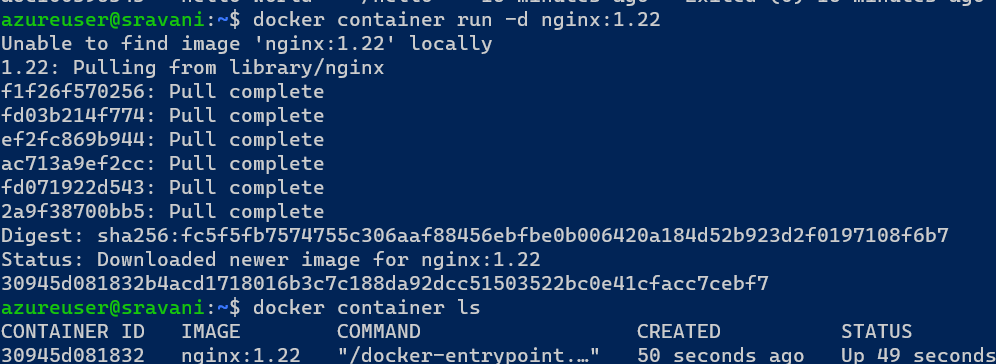 azureuser@sravani:~$ docker container run -d nginx:1.22
Unable to find image 'nginx:1.22' locally
1.22: Pulling from library/nginx
f1f26f570256: Pull complete
fd03b214f774: Pull complete
ef2fc869b944: Pull complete
ac713a9ef2cc: Pull complete
fd071922d543: Pull complete
2a9f38700bb5: Pull complete
Digest: sha256:fc5f5fb7574755c306aaf88456ebfbe0b006420a184d52b923d2f0197108f6b7
Status: Downloaded newer image for nginx:1.22
30945d081832b4acd1718016b3c7c188da92dcc51503522bc0e41cfacc7cebf7
azureuser@sravani:~$ docker container ls
CONTAINER ID   IMAGE        COMMAND                  CREATED          STATUS
30945d081832   nginx:1.22   "/docker-entrypoint.…"   50 seconds ago   Up 49 seconds